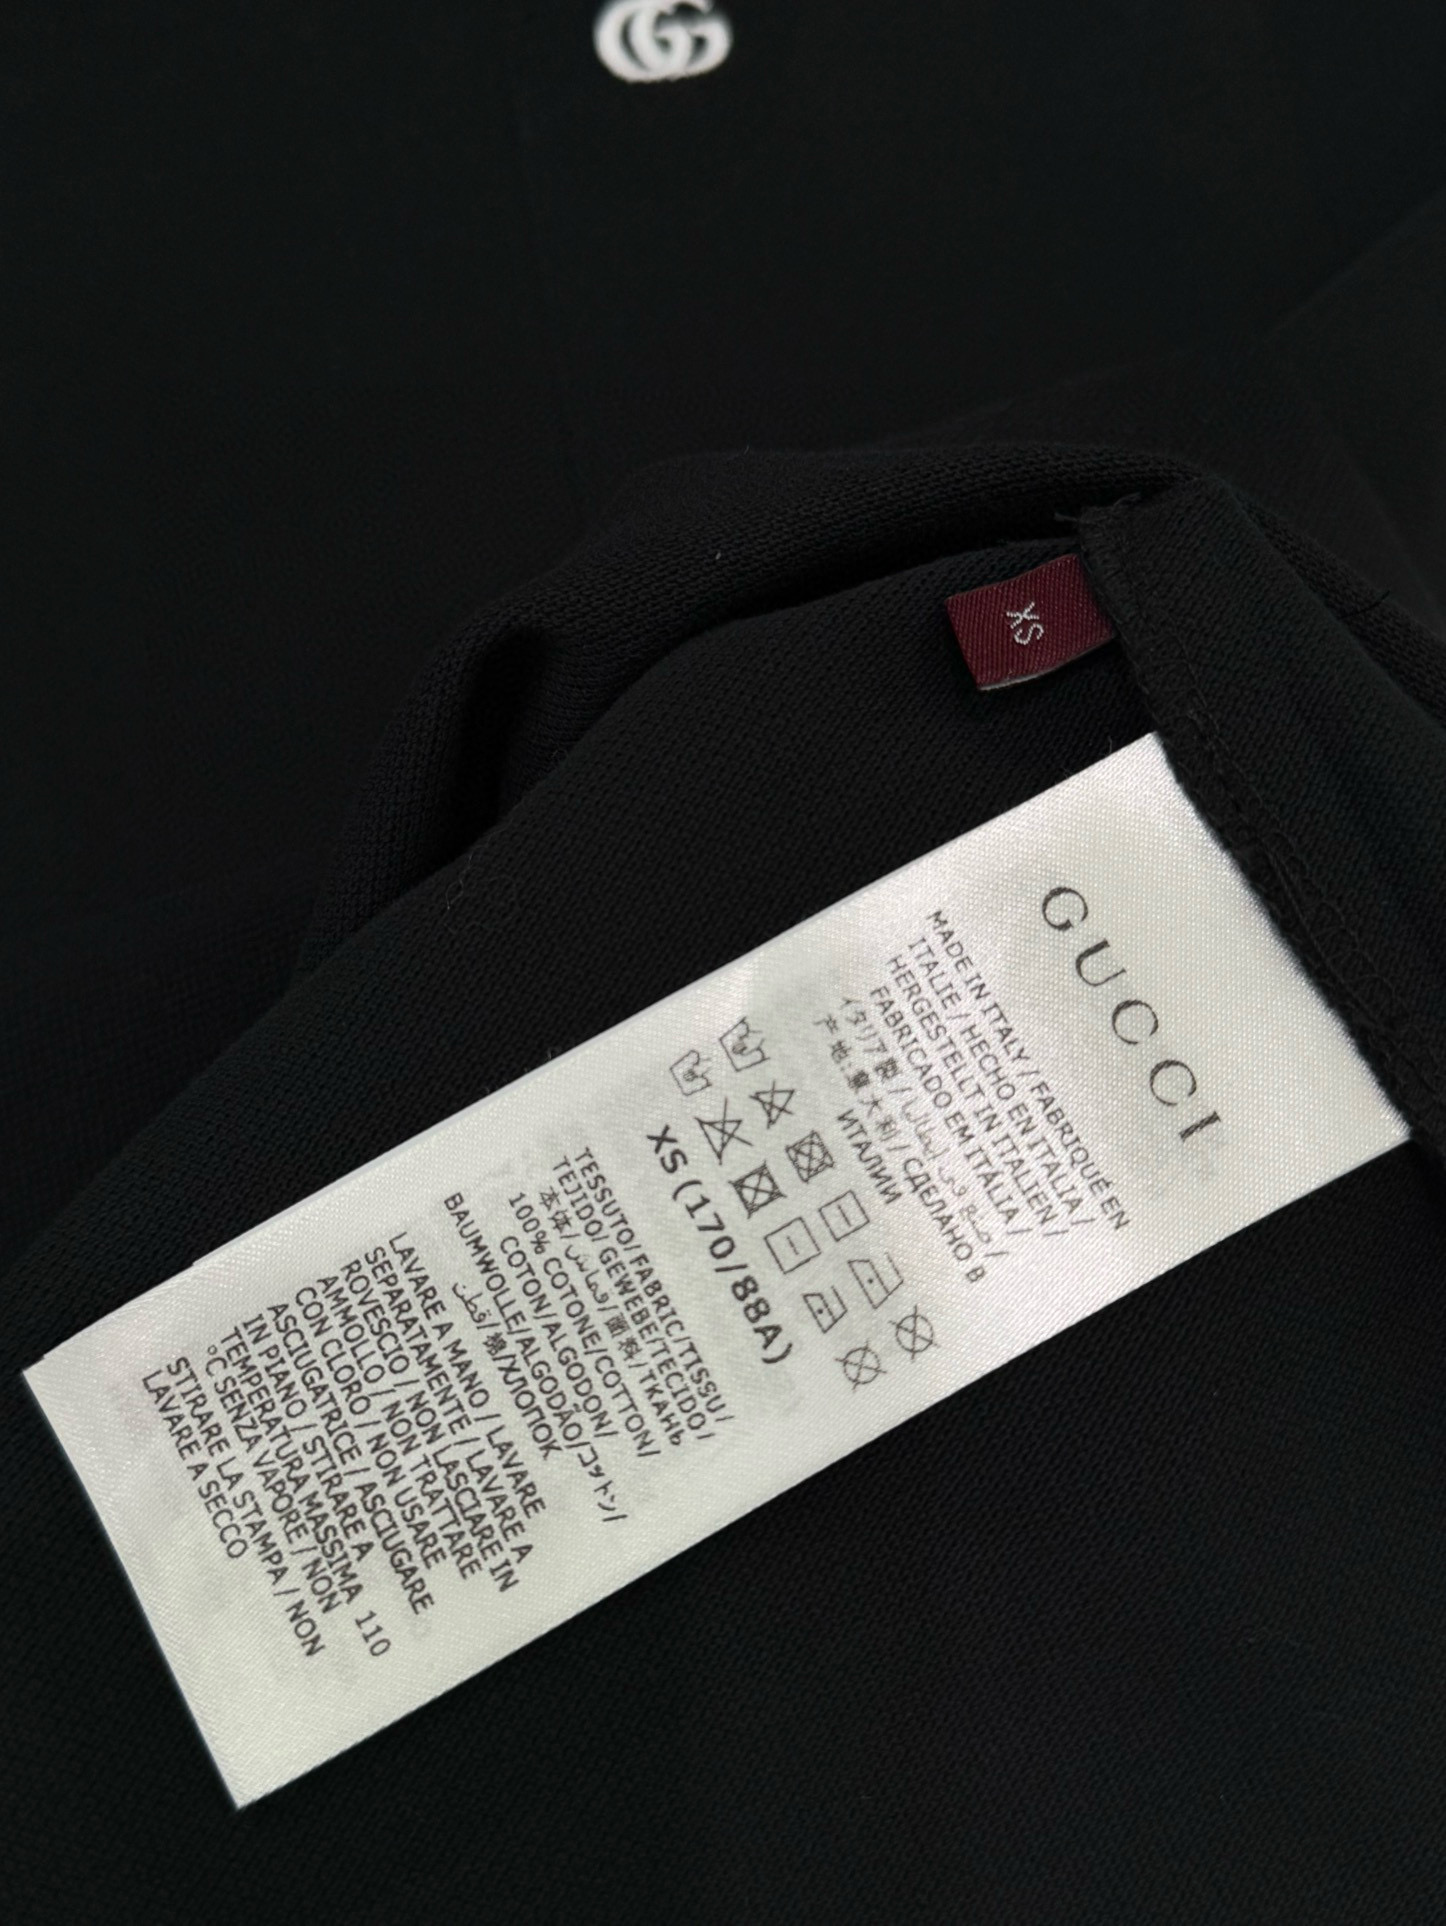 XS
GUCCI
MADE IN ITALY / FABRIQUÉ EN
ITALIE / HECHO EN ITALIA /
HERGESTELLT IN ITALIEN /
FABRICADO EM ITÁLIA /
イタリア製 / صنع في إيطاليا /
产地:意大利 / СДЕЛАНО В
ИТАЛИИ
XS(170/88A)
TESSUTO/FABRIC/TISSU/
TEJIDO/GEWEBE/TECIDO/
本体/قماش/面料/ТКАНЬ
100% COTONE/COTTON/
COTON/ALGODON/
BAUMWOLLE/ALGODÃO/コットン/
قطن/棉/ХЛОПОК
LAVARE A MANO / LAVARE
SEPARATAMENTE / LAVARE A
ROVESCIO / NON LASCIARE IN
AMMOLLO / NON TRATTARE
CON CLORO / NON USARE
ASCIUGATRICE / ASCIUGARE
IN PIANO / STIRARE A
TEMPERATURA MASSIMA 110
°C SENZA VAPORE / NON
STIRARE LA STAMPA / NON
LAVARE A SECCO